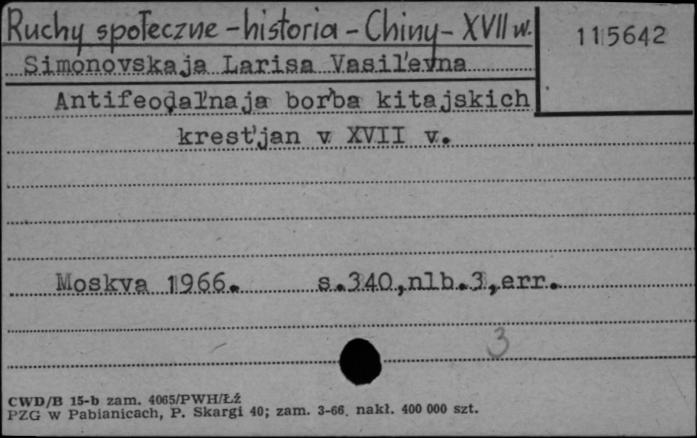 Ruchy społeczne - historia - Chiny - XVII w.
115642
Simonovskaja Larisa Vasil'evna
Antifeodal'naja bor'ba kitajskich
krest'jan v XVII v.
Moskva 1966. s.340,nlb.3,err.
3
CWD/B 15-b zam. 4065/PWH/Łź
PZG w Pabianicach, P. Skargi 40; zam. 3-66. nakł. 400 000 szt.